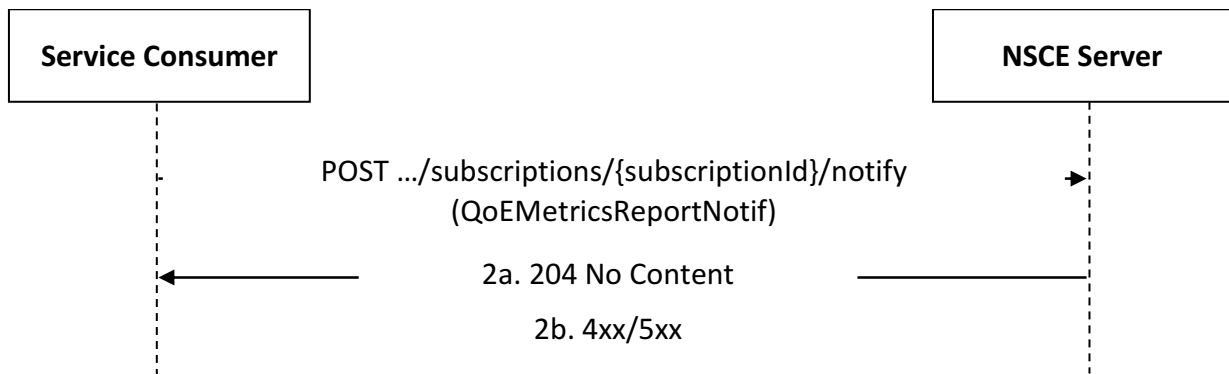 Service Consumer
NSCE Server
POST .../subscriptions/{subscriptionId}/notify
(QoEMetricsReportNotif)
2a. 204 No Content
2b. 4xx/5xx